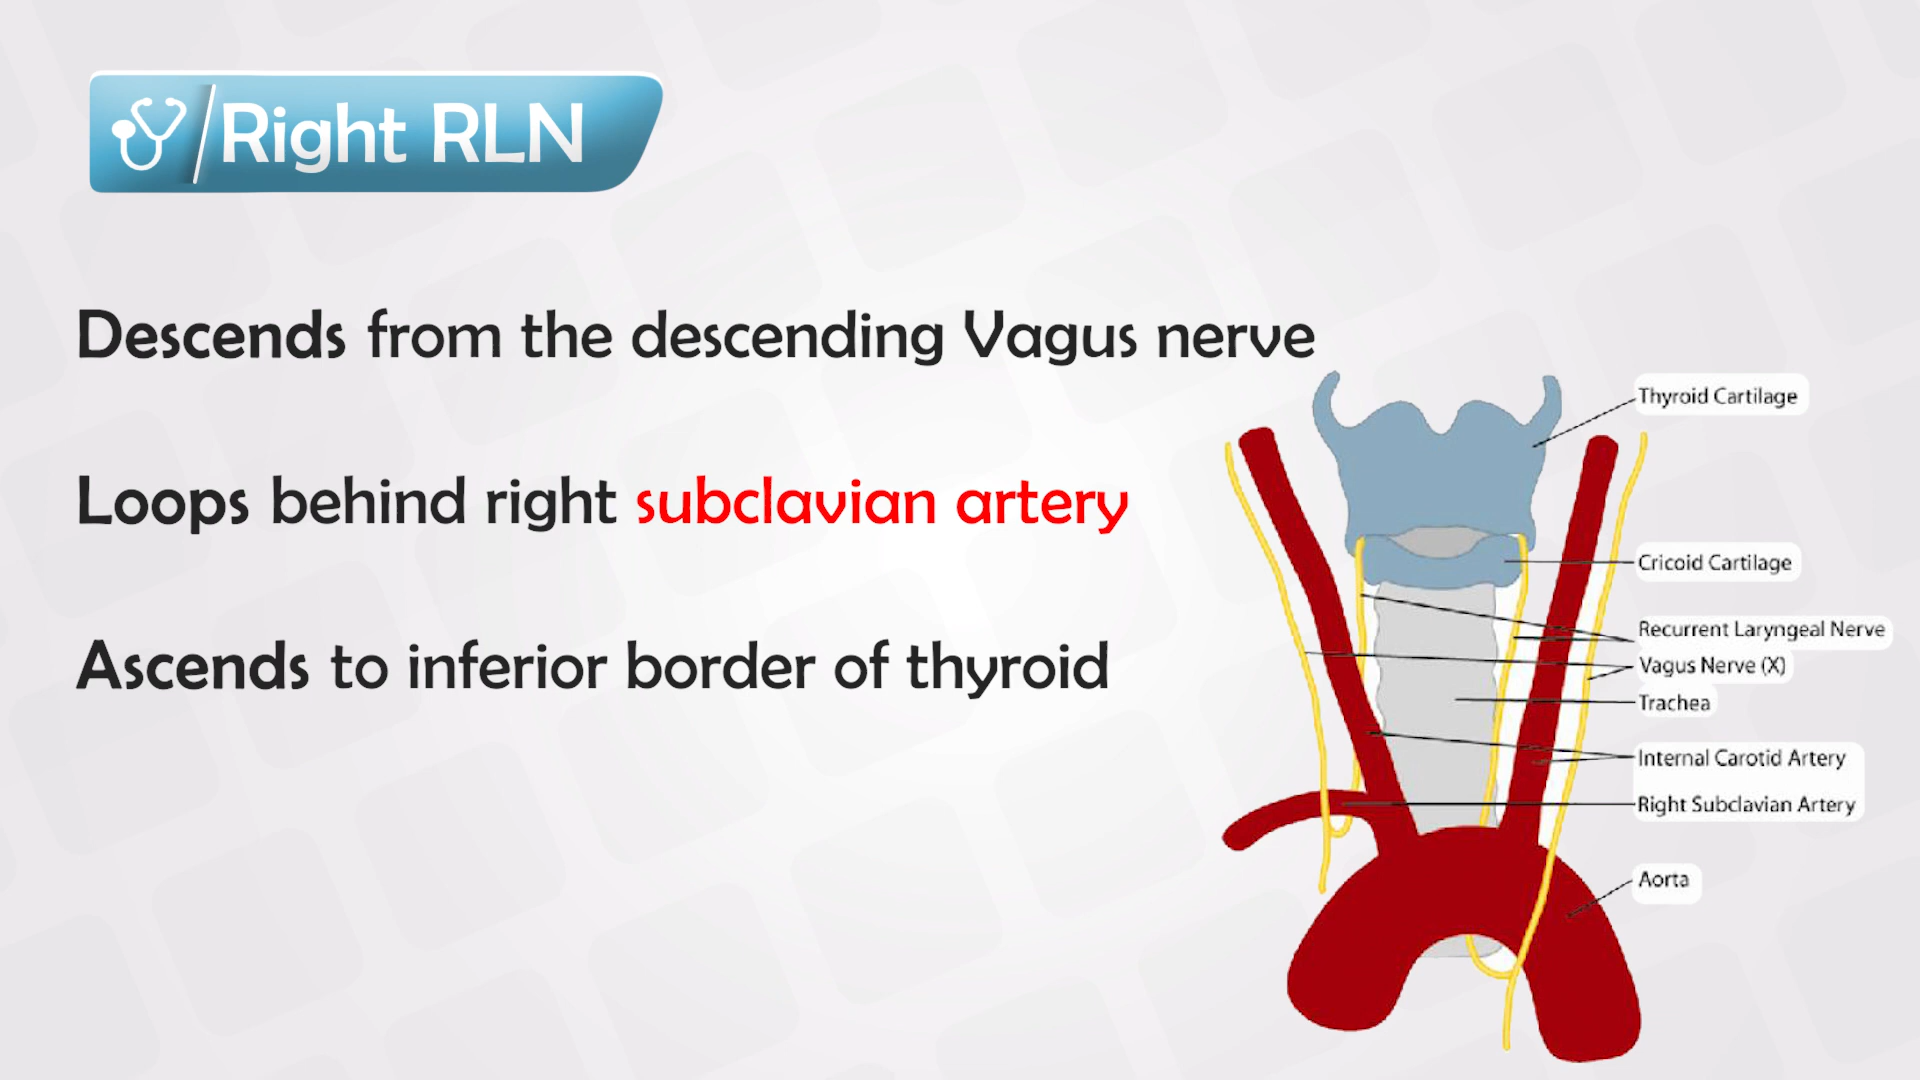 Right RLN
Descends from the descending Vagus nerve
Loops behind right subclavian artery
Ascends to inferior border of thyroid
Thyroid Cartilage
Cricoid Cartilage
Recurrent Laryngeal Nerve
Vagus Nerve (X)
Trachea
Internal Carotid Artery
Right Subclavian Artery
Aorta